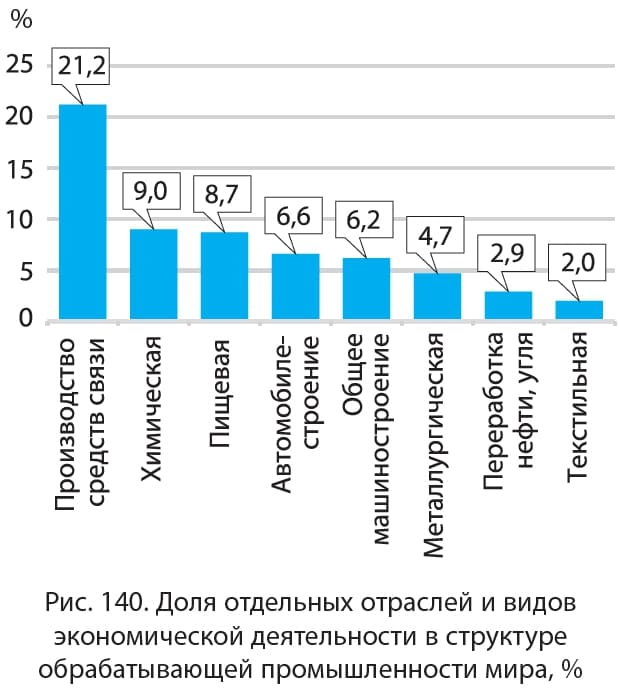 %
25
20
15
10
5
0
21,2
9,0
8,7
6,6
6,2
4,7
2,9
2,0
Производство
средств связи
Химическая
Пищевая
Автомобиле-
строение
Общее
машиностроение
Металлургическая
Переработка
нефти, угля
Текстильная
Рис. 140. Доля отдельных отраслей и видов
экономической деятельности в структуре
обрабатывающей промышленности мира, %